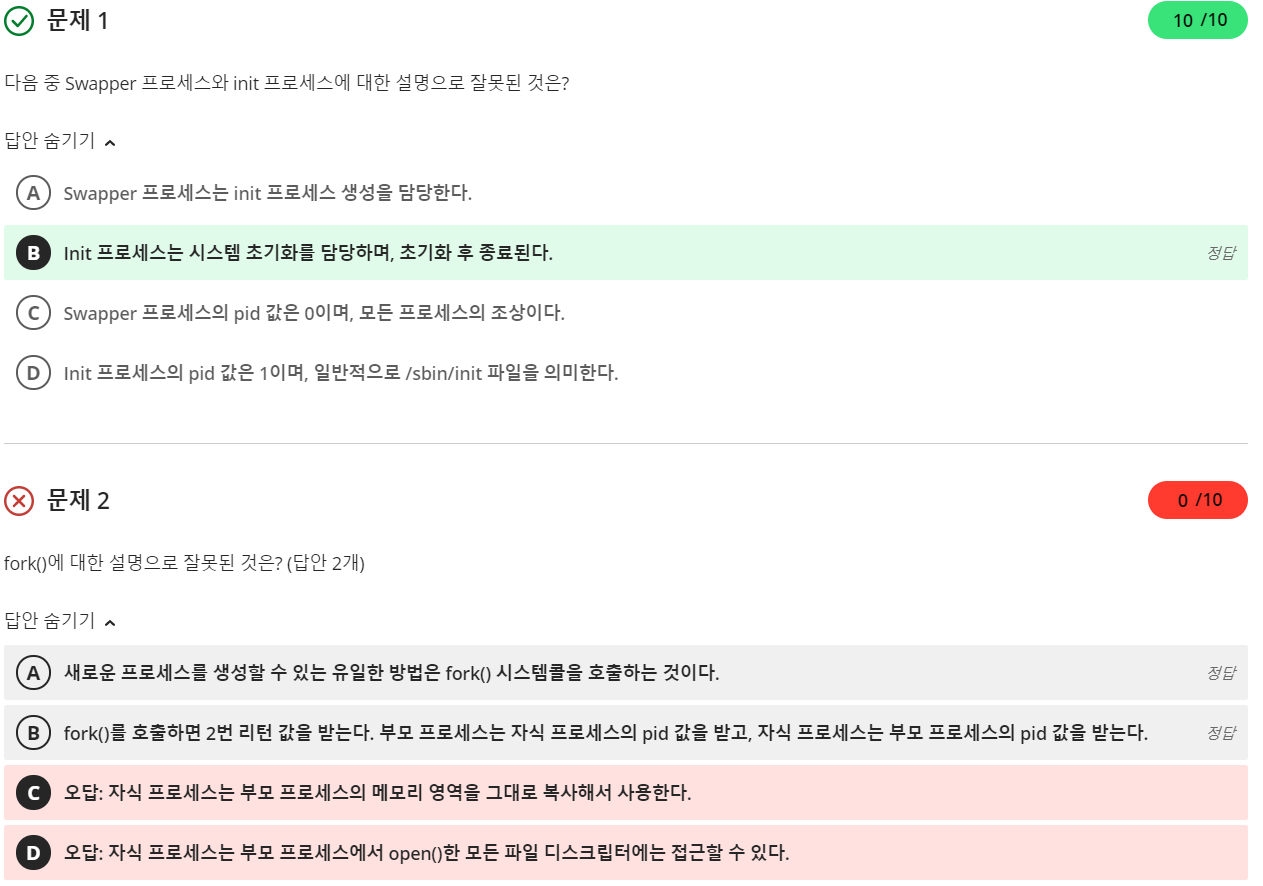 문제 1
10 /10
다음 중 Swapper 프로세스와 init 프로세스에 대한 설명으로 잘못된 것은?
답안 숨기기
A Swapper 프로세스는 init 프로세스 생성을 담당한다.
B Init 프로세스는 시스템 초기화를 담당하며, 초기화 후 종료된다. 정답
C Swapper 프로세스의 pid 값은 0이며, 모든 프로세스의 조상이다.
D Init 프로세스의 pid 값은 1이며, 일반적으로 /sbin/init 파일을 의미한다.
문제 2
0 /10
fork()에 대한 설명으로 잘못된 것은? (답안 2개)
답안 숨기기
A 새로운 프로세스를 생성할 수 있는 유일한 방법은 fork() 시스템콜을 호출하는 것이다. 정답
B fork()를 호출하면 2번 리턴 값을 받는다. 부모 프로세스는 자식 프로세스의 pid 값을 받고, 자식 프로세스는 부모 프로세스의 pid 값을 받는다. 정답
C 오답: 자식 프로세스는 부모 프로세스의 메모리 영역을 그대로 복사해서 사용한다.
D 오답: 자식 프로세스는 부모 프로세스에서 open()한 모든 파일 디스크립터에는 접근할 수 있다.